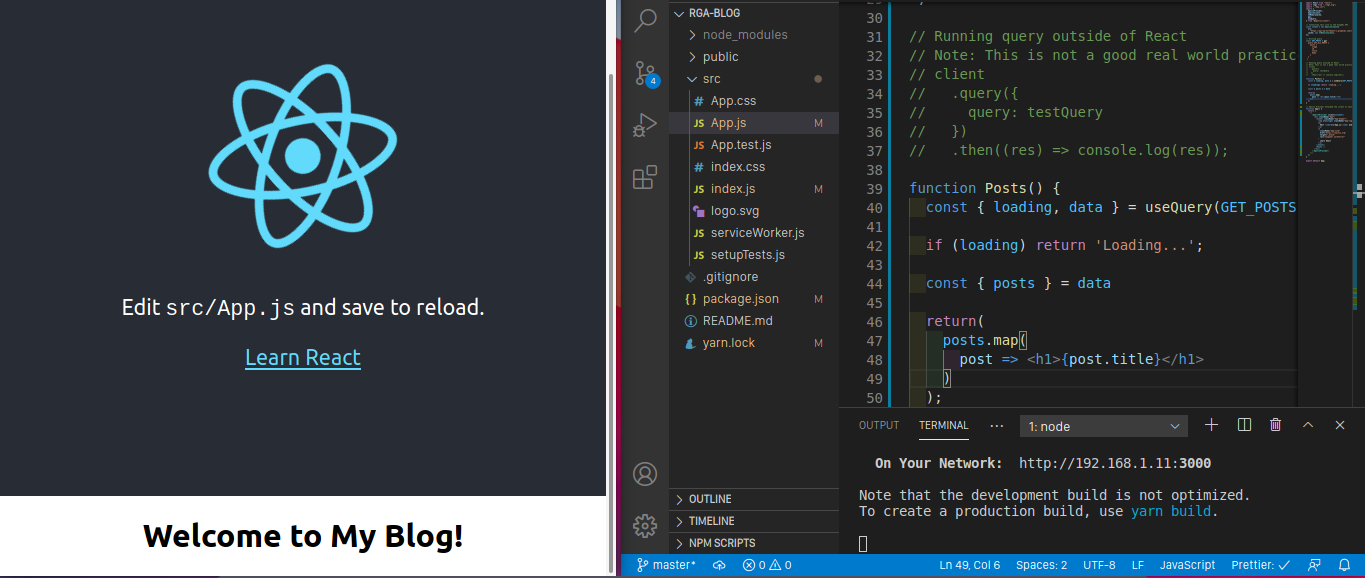 Edit src/App.js and save to reload.
Learn React
Welcome to My Blog!
4
RGA-BLOG
node_modules
public
src
# App.css
JS App.js M
JS App.test.js
# index.css
JS index.js M
logo.svg
JS serviceWorker.js
JS setupTests.js
.gitignore
{} package.json M
README.md
yarn.lock M
OUTLINE
TIMELINE
NPM SCRIPTS
30
31 // Running query outside of React
32 // Note: This is not a good real world practic
33 // client
34 //   .query({
35 //     query: testQuery
36 //   })
37 //   .then((res) => console.log(res));
38
39 function Posts() {
40   const { loading, data } = useQuery(GET_POSTS
41
42   if (loading) return 'Loading...';
43
44   const { posts } = data
45
46   return(
47     posts.map(
48       post => <h1>{post.title}</h1>
49     )
50   );
OUTPUT TERMINAL ··· 1: node
On Your Network:  http://192.168.1.11:3000
Note that the development build is not optimized.
To create a production build, use yarn build.
master* 0 0 Ln 49, Col 6 Spaces: 2 UTF-8 LF JavaScript Prettier: ✓